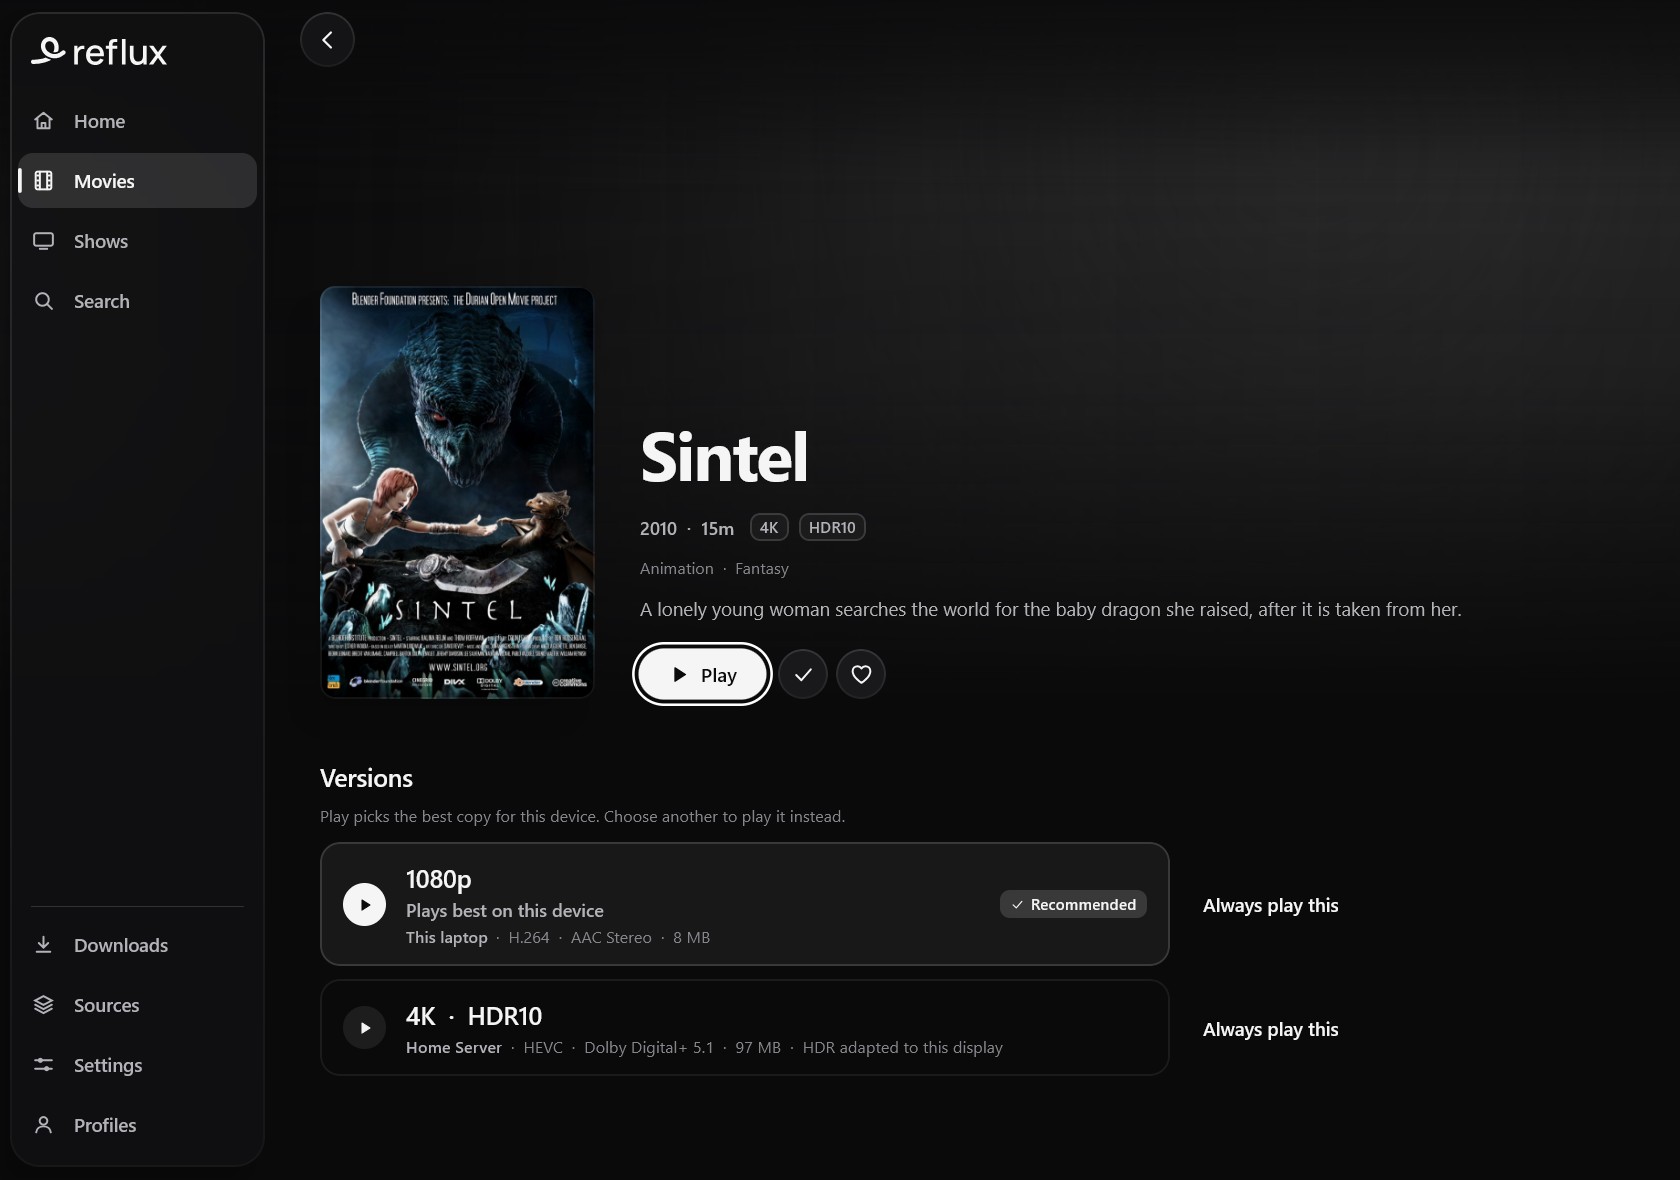 reflux
Home
Movies
Shows
Search
Downloads
Sources
Settings
Profiles
BLENDER FOUNDATION PRESENTS: THE DURIAN OPEN MOVIE PROJECT
SINTEL
WWW.SINTEL.ORG
Sintel
2010 · 15m 4K HDR10
Animation · Fantasy
A lonely young woman searches the world for the baby dragon she raised, after it is taken from her.
Play
Versions
Play picks the best copy for this device. Choose another to play it instead.
1080p
Plays best on this device
This laptop · H.264 · AAC Stereo · 8 MB
Recommended
Always play this
4K · HDR10
Home Server · HEVC · Dolby Digital+ 5.1 · 97 MB · HDR adapted to this display
Always play this